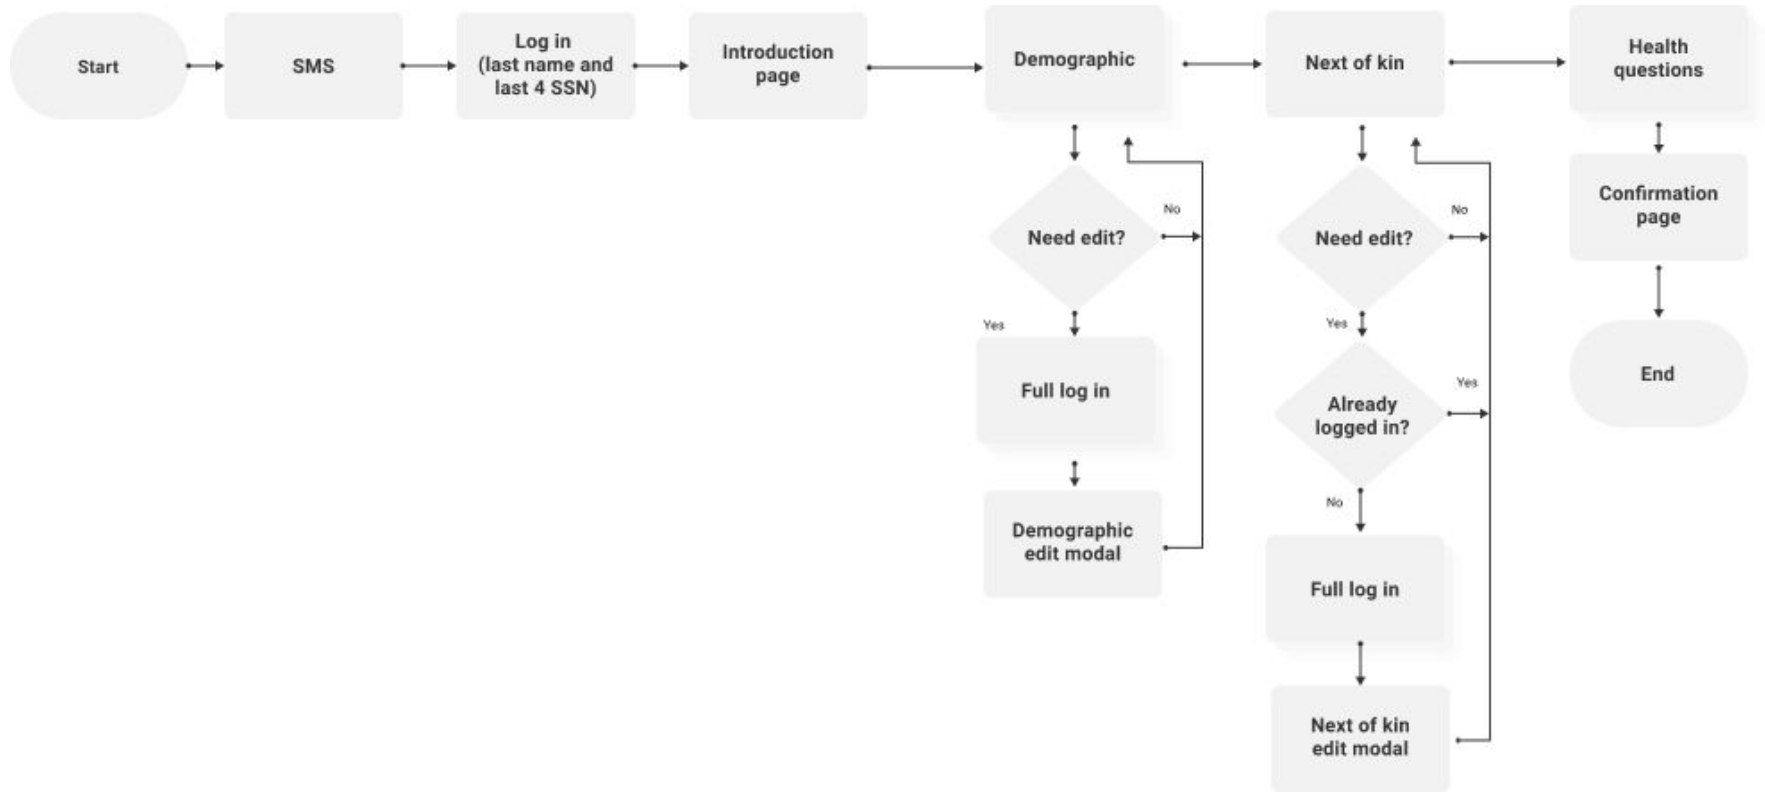 Start
SMS
Log in
(last name and
last 4 SSN)
Introduction
page
Demographic
Next of kin
Health
questions
Need edit?
No
Yes
Full log in
Demographic
edit modal
Need edit?
No
Yes
Already
logged in?
Yes
No
Full log in
Next of kin
edit modal
Confirmation
page
End